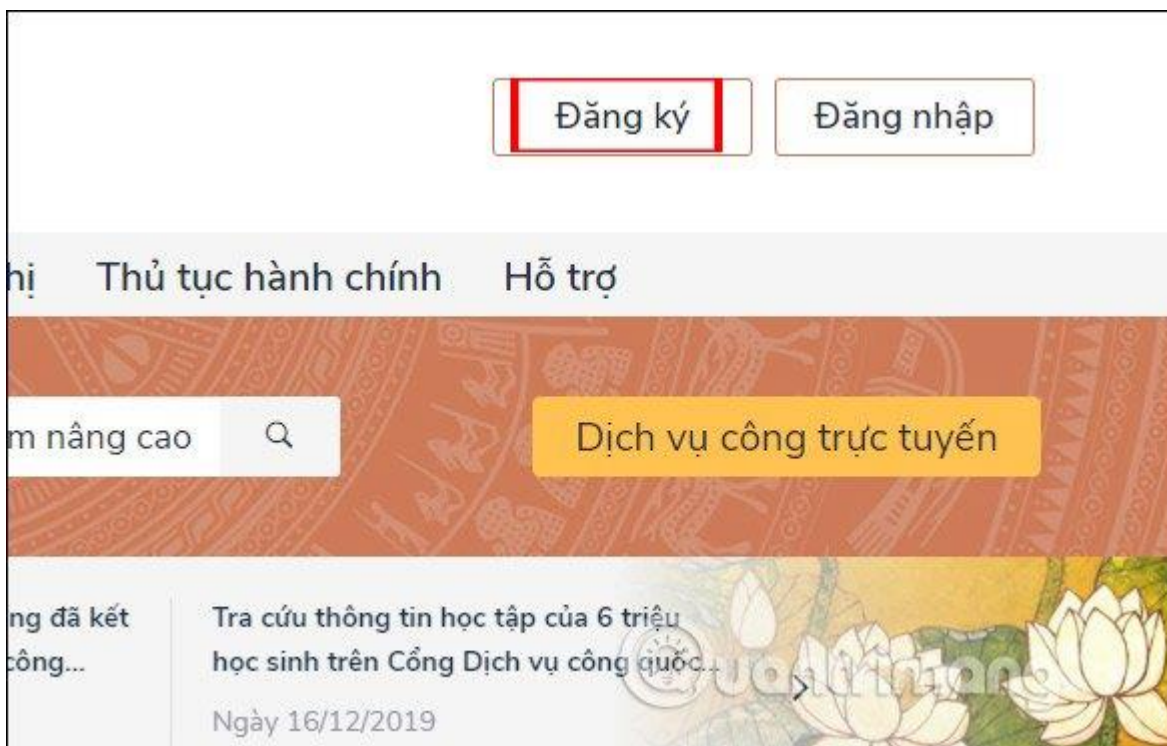 Đăng ký
Đăng nhập
hị
Thủ tục hành chính
Hỗ trợ
m nâng cao
Dịch vụ công trực tuyến
ng đã kết
công...
Tra cứu thông tin học tập của 6 triệu
học sinh trên Cổng Dịch vụ công quốc...
Ngày 16/12/2019
Quantrimang